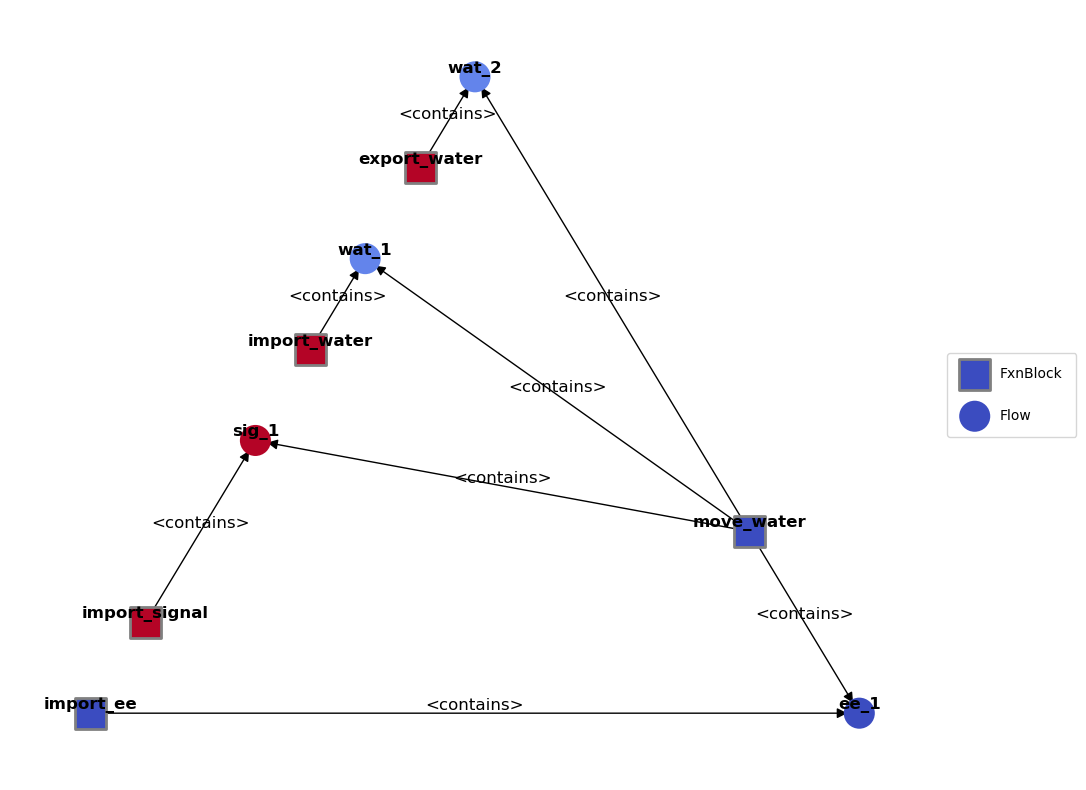 wat_2
<contains>
export_water
wat_1
<contains>
<contains>
import_water
FxnBlock
<contains>
Flow
sig_1
<contains>
<contains>
move_water
import_signal
<contains>
import_ee
<contains>
ee_1